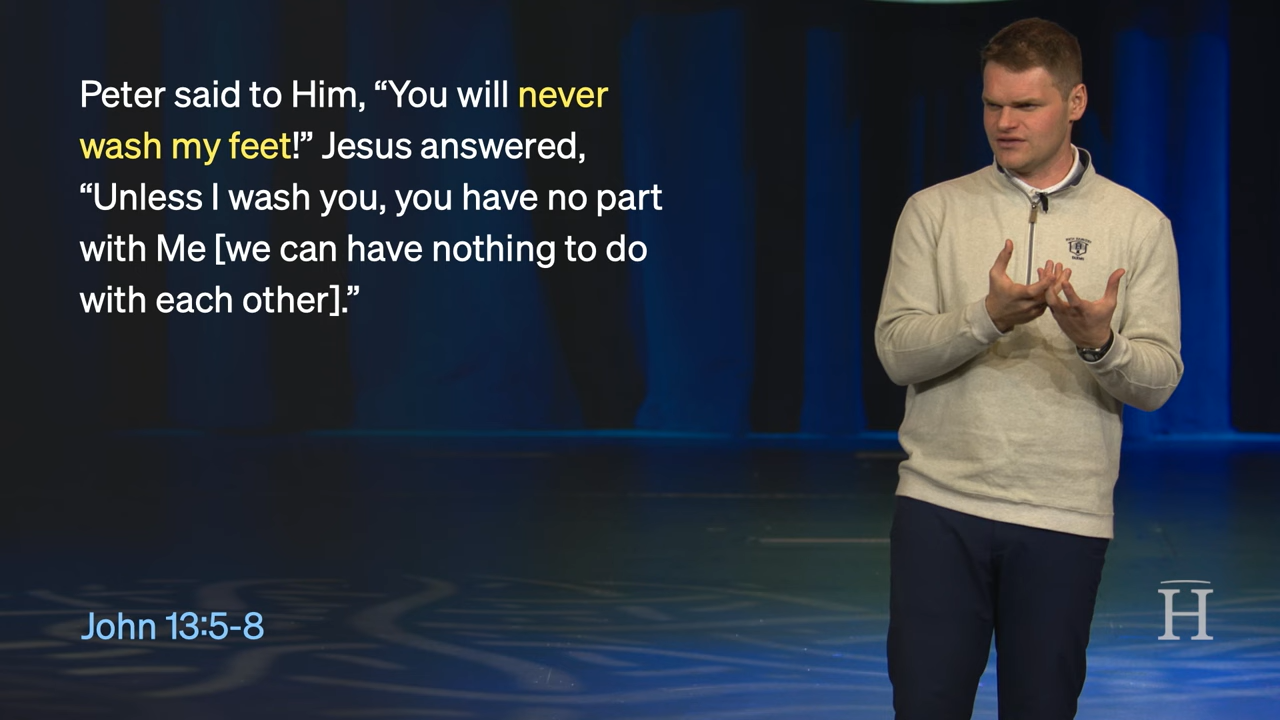 Peter said to Him, “You will never
wash my feet!” Jesus answered,
“Unless I wash you, you have no part
with Me [we can have nothing to do
with each other].”
John 13:5-8
H